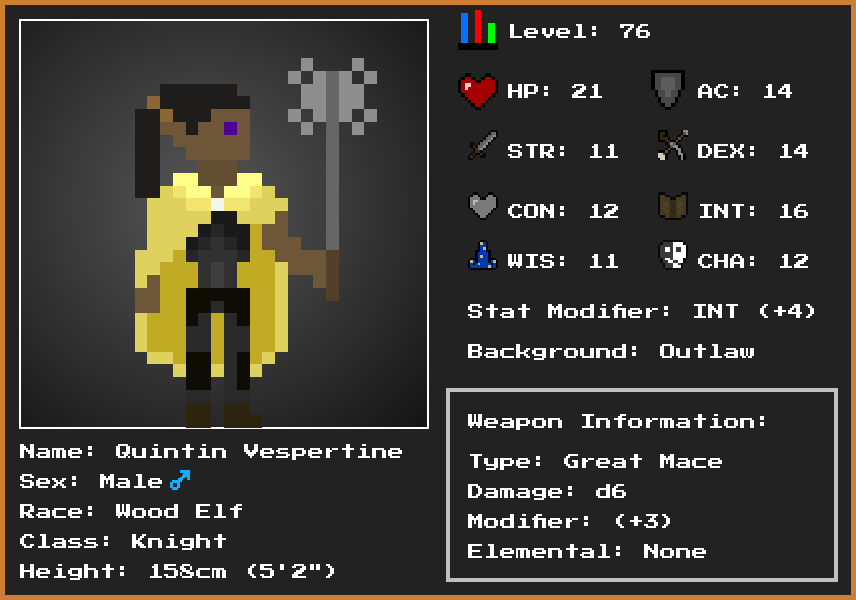 Level: 76
HP: 21
AC: 14
STR: 11
DEX: 14
CON: 12
INT: 16
WIS: 11
CHA: 12
Stat Modifier: INT (+4)
Background: Outlaw
Weapon Information:
Type: Great Mace
Damage: d6
Modifier: (+3)
Elemental: None
Name: Quintin Vespertine
Sex: Male♂
Race: Wood Elf
Class: Knight
Height: 158cm (5'2")